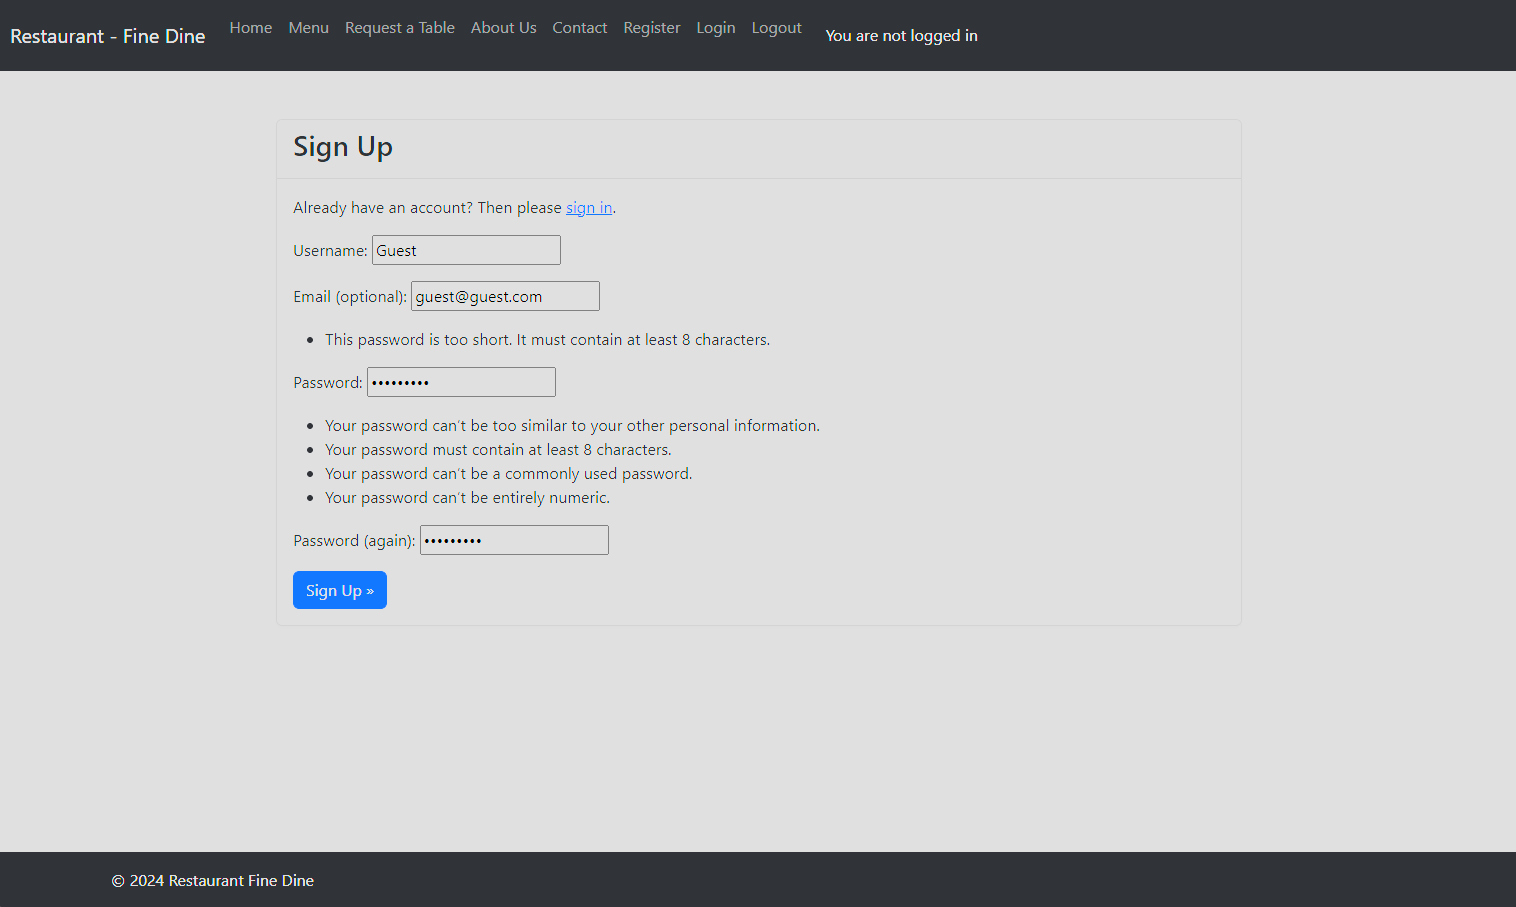 Restaurant - Fine Dine Home Menu Request a Table About Us Contact Register Login Logout You are not logged in
Sign Up
Already have an account? Then please sign in.
Username: Guest
Email (optional): guest@guest.com
• This password is too short. It must contain at least 8 characters.
Password: •••••••••
• Your password can't be too similar to your other personal information.
• Your password must contain at least 8 characters.
• Your password can't be a commonly used password.
• Your password can't be entirely numeric.
Password (again): •••••••••
Sign Up »
© 2024 Restaurant Fine Dine